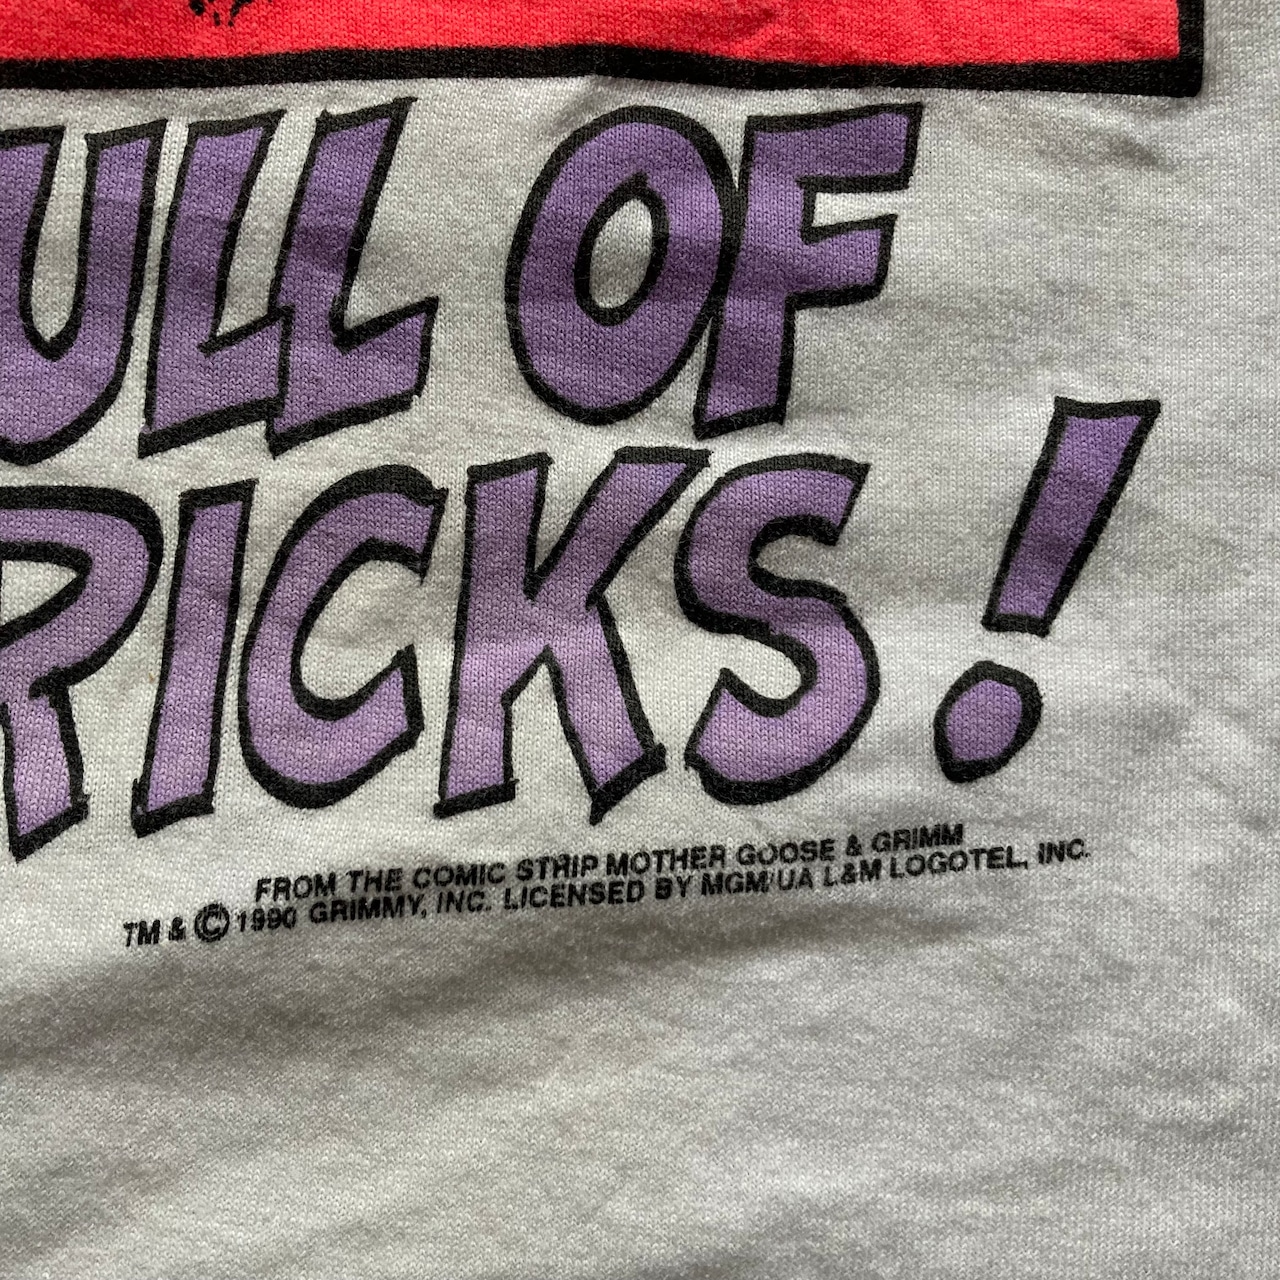 ULL OF
RICKS!
FROM THE COMIC STRIP MOTHER GOOSE & GRIMM
TM & © 1990 GRIMMY, INC. LICENSED BY MGM/UA L&M LOGOTEL, INC.